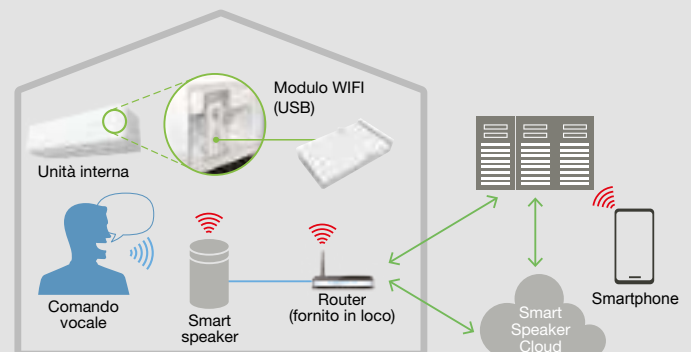 Modulo WIFI
(USB)
Unità interna
Comando
vocale
Smart
speaker
Router
(fornito in loco)
Smartphone
Smart
Speaker
Cloud